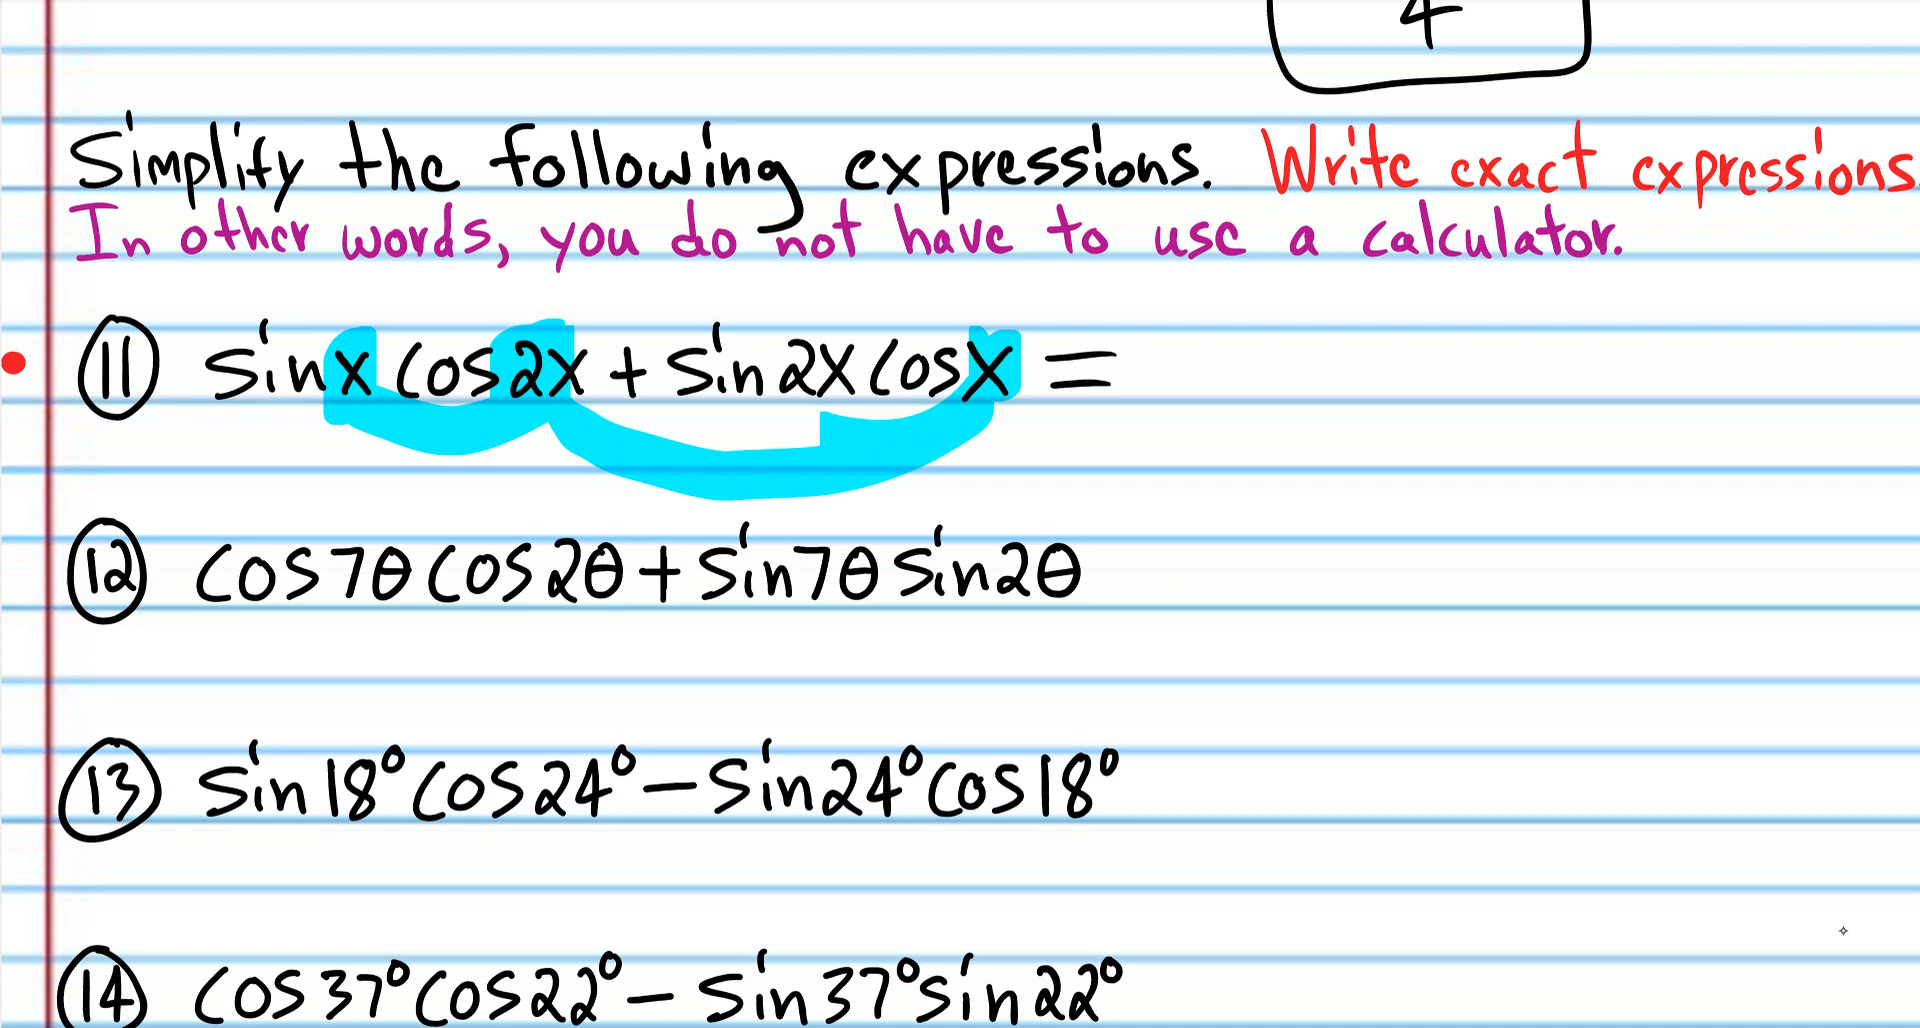 4
Simplify the following expressions. Write exact expressions.
In other words, you do not have to use a calculator.
⑪ sinx cos2x + sin2x cosx =
⑫ cos7θ cos2θ + sin7θ sin2θ
⑬ sin18° cos24° − sin24° cos18°
⑭ cos37° cos22° − sin37° sin22°